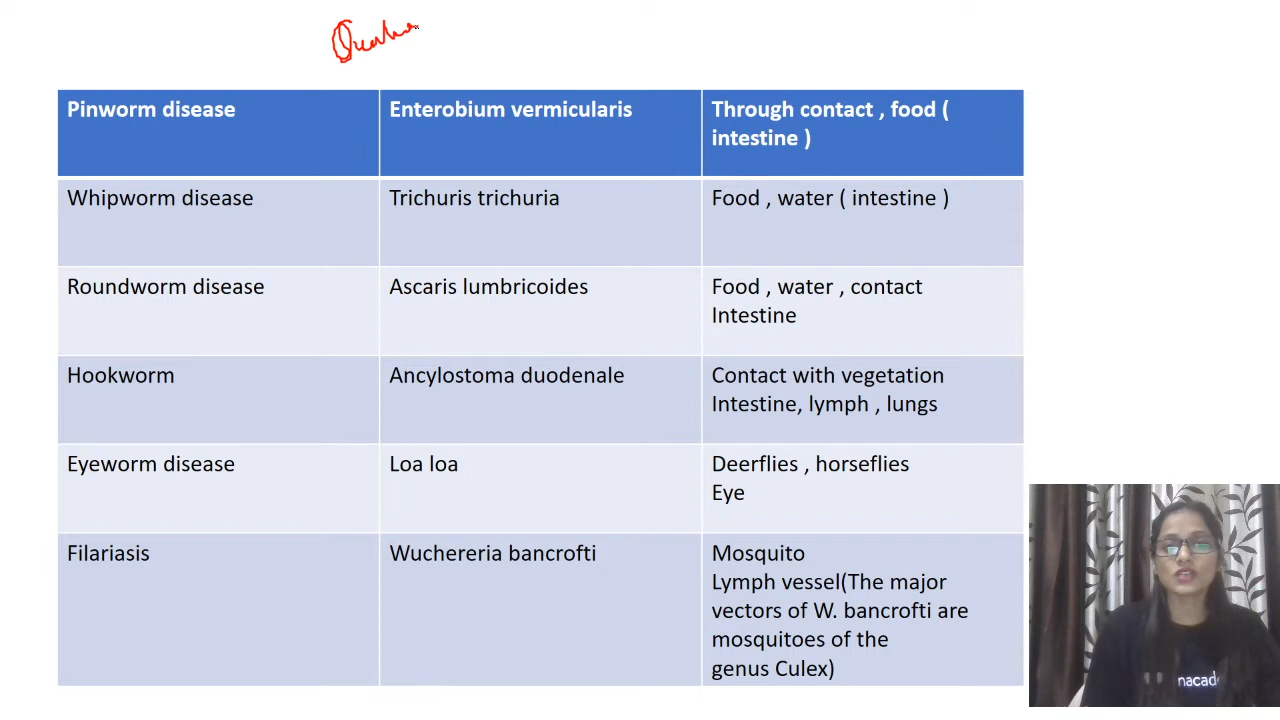 Pinworm disease
Enterobium vermicularis
Through contact , food (
intestine )
Whipworm disease
Trichuris trichuria
Food , water ( intestine )
Roundworm disease
Ascaris lumbricoides
Food , water , contact
Intestine
Hookworm
Ancylostoma duodenale
Contact with vegetation
Intestine, lymph , lungs
Eyeworm disease
Loa loa
Deerflies , horseflies
Eye
Filariasis
Wuchereria bancrofti
Mosquito
Lymph vessel(The major
vectors of W. bancrofti are
mosquitoes of the
genus Culex)